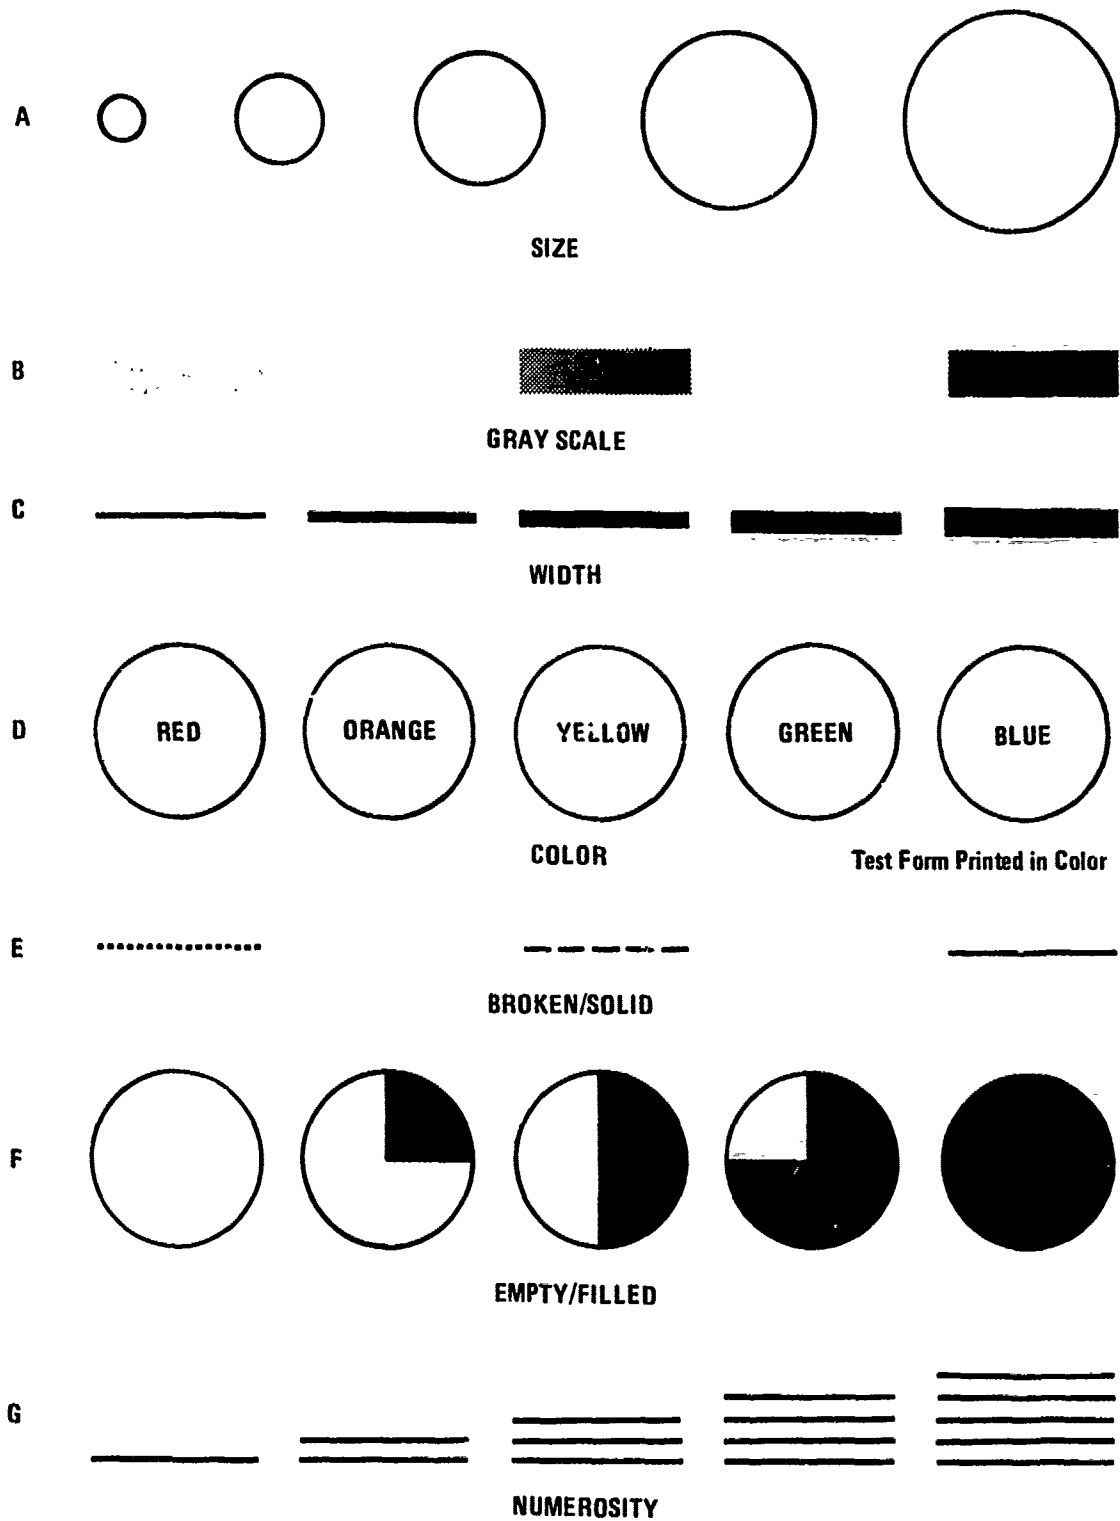 A
SIZE
B
GRAY SCALE
C
WIDTH
D
RED ORANGE YELLOW GREEN BLUE
COLOR
Test Form Printed in Color
E
BROKEN/SOLID
F
EMPTY/FILLED
G
NUMEROSITY